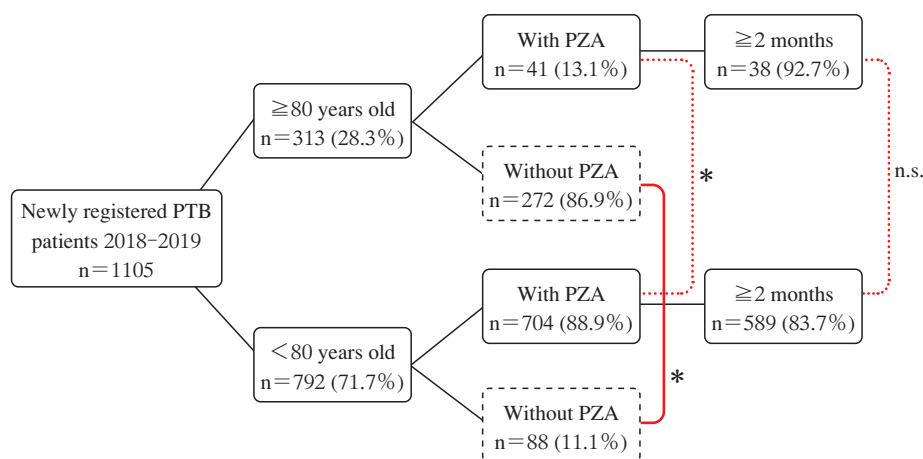 Newly registered PTB
patients 2018-2019
n=1105
≧80 years old
n=313 (28.3%)
<80 years old
n=792 (71.7%)
With PZA
n=41 (13.1%)
Without PZA
n=272 (86.9%)
With PZA
n=704 (88.9%)
Without PZA
n=88 (11.1%)
≧2 months
n=38 (92.7%)
≧2 months
n=589 (83.7%)
*
*
n.s.